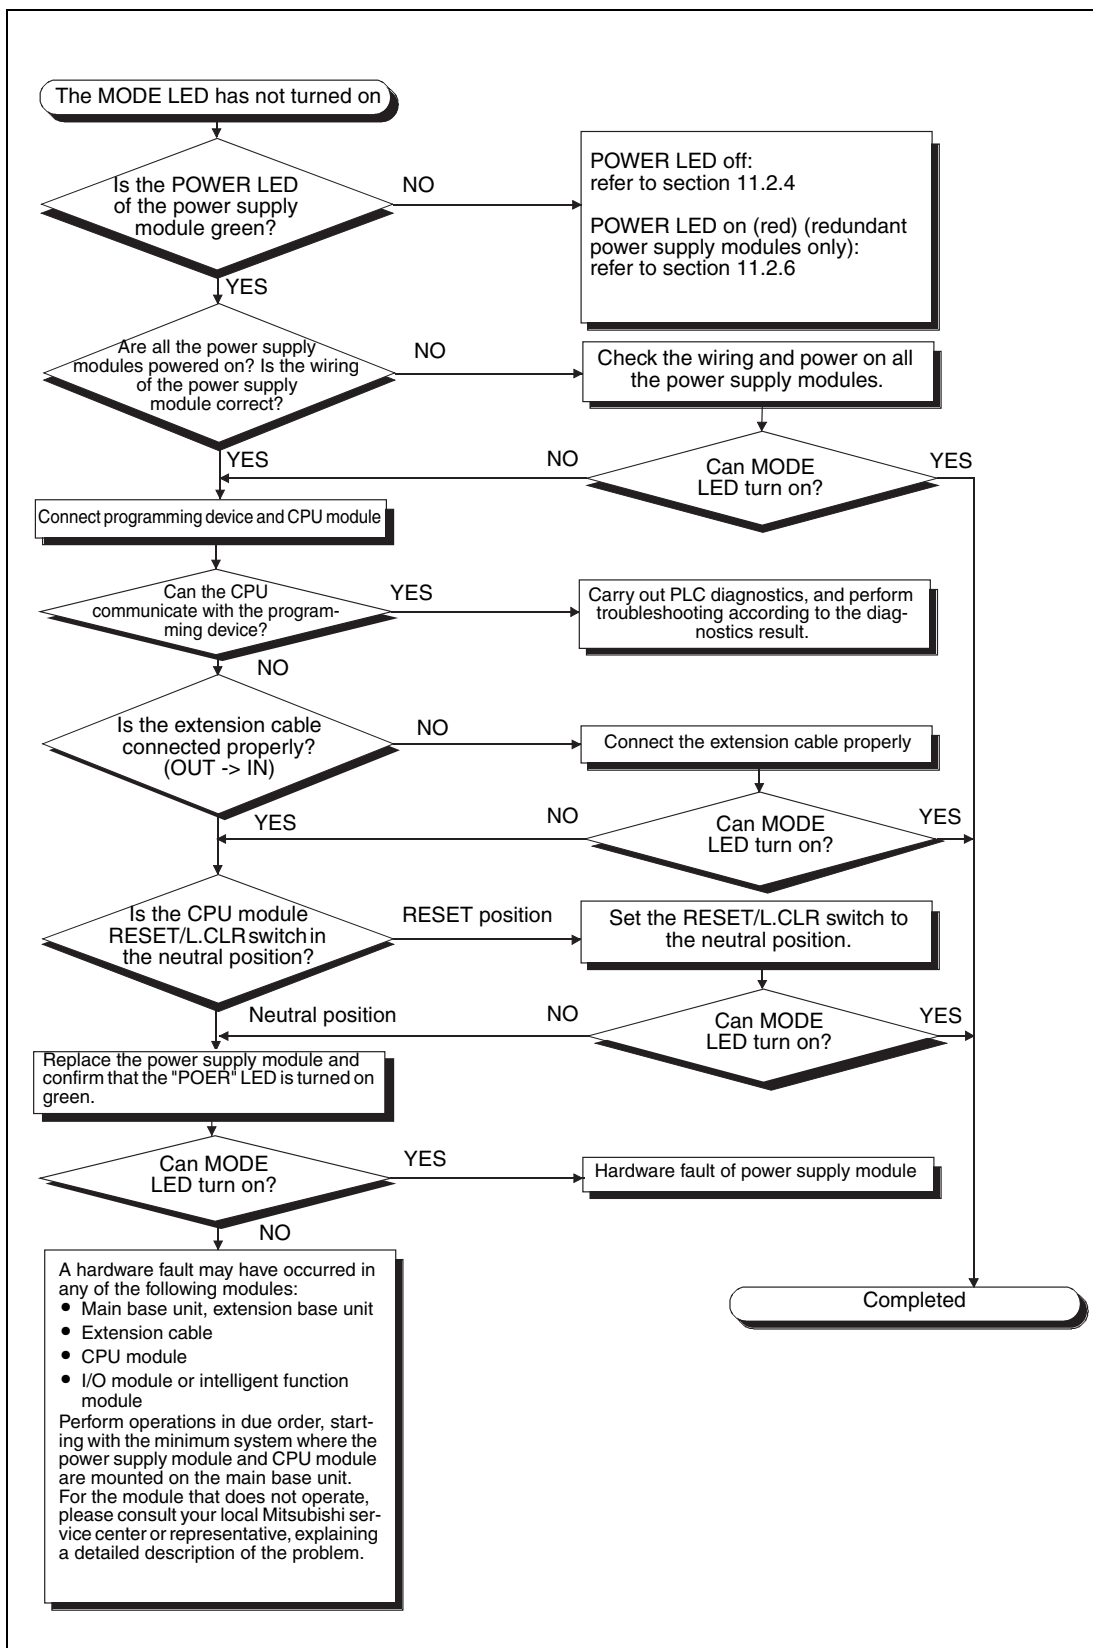 The MODE LED has not turned on
Is the POWER LED
of the power supply
module green?
NO
POWER LED off:
refer to section 11.2.4
POWER LED on (red) (redundant
power supply modules only):
refer to section 11.2.6
YES
Are all the power supply
modules powered on? Is the wiring
of the power supply
module correct?
NO
Check the wiring and power on all
the power supply modules.
YES
NO
Can MODE
LED turn on?
YES
Connect programming device and CPU module
Can the CPU
communicate with the program-
ming device?
YES
Carry out PLC diagnostics, and perform
troubleshooting according to the diag-
nostics result.
NO
Is the extension cable
connected properly?
(OUT -> IN)
NO
Connect the extension cable properly
YES
NO
Can MODE
LED turn on?
YES
Is the CPU module
RESET/L.CLR switch in
the neutral position?
RESET position
Set the RESET/L.CLR switch to
the neutral position.
Neutral position
NO
Can MODE
LED turn on?
YES
Replace the power supply module and
confirm that the "POER" LED is turned on
green.
Can MODE
LED turn on?
YES
Hardware fault of power supply module
NO
A hardware fault may have occurred in
any of the following modules:
• Main base unit, extension base unit
• Extension cable
• CPU module
• I/O module or intelligent function
module
Perform operations in due order, start-
ing with the minimum system where the
power supply module and CPU module
are mounted on the main base unit.
For the module that does not operate,
please consult your local Mitsubishi ser-
vice center or representative, explaining
a detailed description of the problem.
Completed